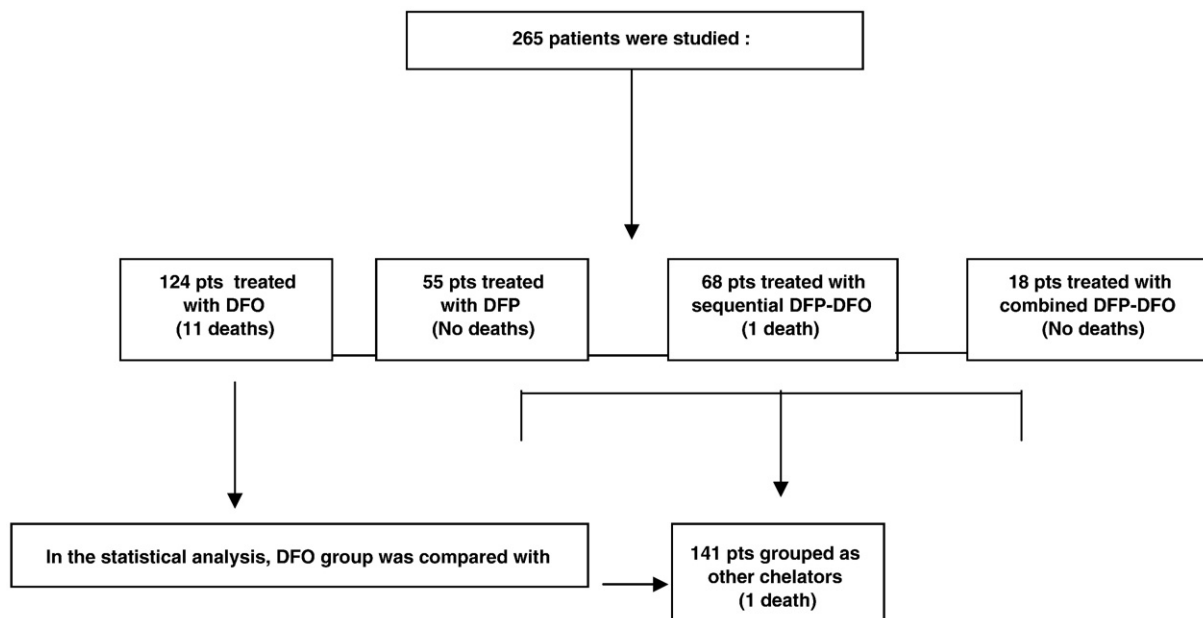 265 patients were studied :
124 pts treated
with DFO
(11 deaths)
55 pts treated
with DFP
(No deaths)
68 pts treated with
sequential DFP-DFO
(1 death)
18 pts treated with
combined DFP-DFO
(No deaths)
In the statistical analysis, DFO group was compared with
141 pts grouped as
other chelators
(1 death)